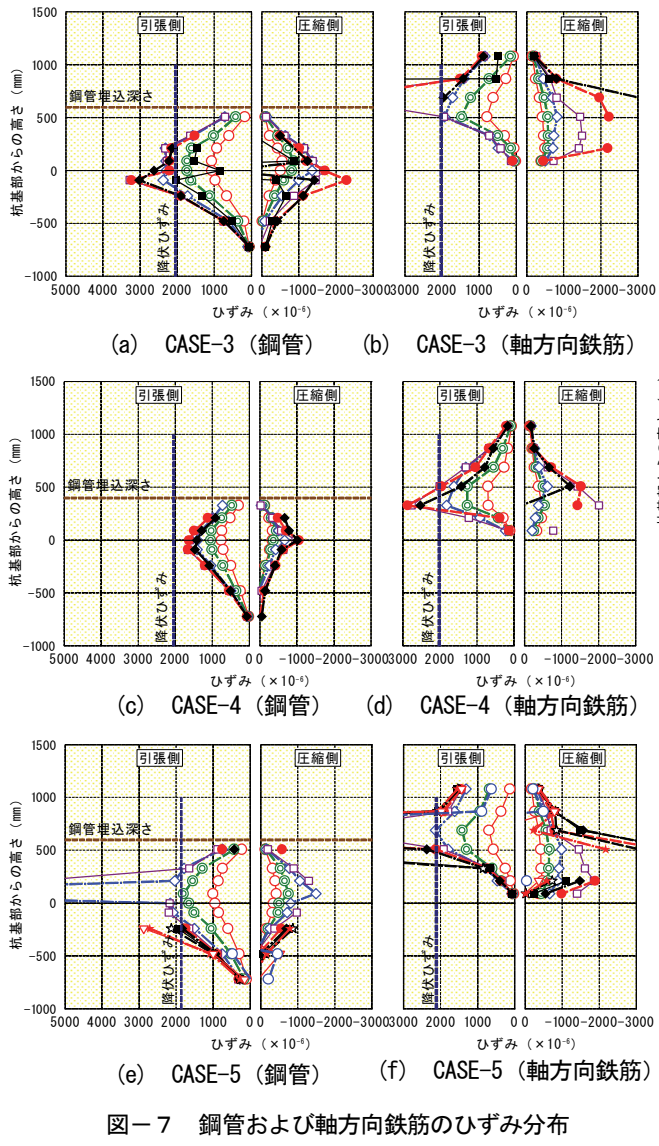 引張側 圧縮側 引張側 圧縮側
1500
1000
500
0
-500
-1000
杭基部からの高さ (mm)
鋼管埋込深さ
降伏ひずみ 降伏ひずみ
5000 4000 3000 2000 1000 0 -1000-2000-3000 3000 2000 1000 0 -1000 -2000 -3000
ひずみ (×10⁻⁶) ひずみ (×10⁻⁶)
(a) CASE-3(鋼管) (b) CASE-3(軸方向鉄筋)
引張側 圧縮側 引張側 圧縮側
1500
1000
500
0
-500
-1000
杭基部からの高さ (mm)
鋼管埋込深さ
降伏ひずみ 降伏ひずみ
5000 4000 3000 2000 1000 0 -1000 -2000 -3000 3000 2000 1000 0 -1000 -2000 -3000
ひずみ (×10⁻⁶) ひずみ (×10⁻⁶)
(c) CASE-4(鋼管) (d) CASE-4(軸方向鉄筋)
引張側 圧縮側 引張側 圧縮側
1500
1000
500
0
-500
-1000
杭基部からの高さ (mm)
鋼管埋込深さ
降伏ひずみ 降伏ひずみ
5000 4000 3000 2000 1000 0 -1000 -2000 -3000 3000 2000 1000 0 -1000 -2000 -3000
ひずみ (×10⁻⁶) ひずみ (×10⁻⁶)
(e) CASE-5(鋼管) (f) CASE-5(軸方向鉄筋)
図-7 鋼管および軸方向鉄筋のひずみ分布